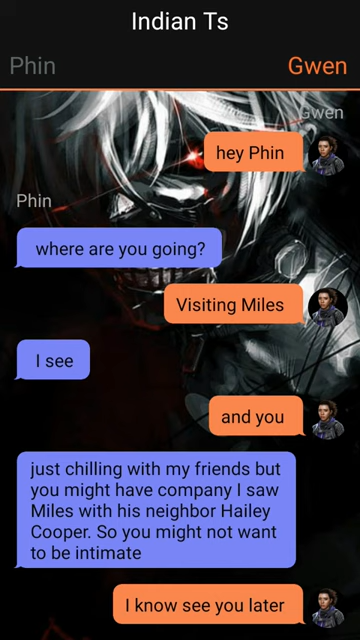 Indian Ts
Phin
Gwen
Gwen
hey Phin
Phin
where are you going?
Visiting Miles
I see
and you
just chilling with my friends but
you might have company I saw
Miles with his neighbor Hailey
Cooper. So you might not want
to be intimate
I know see you later